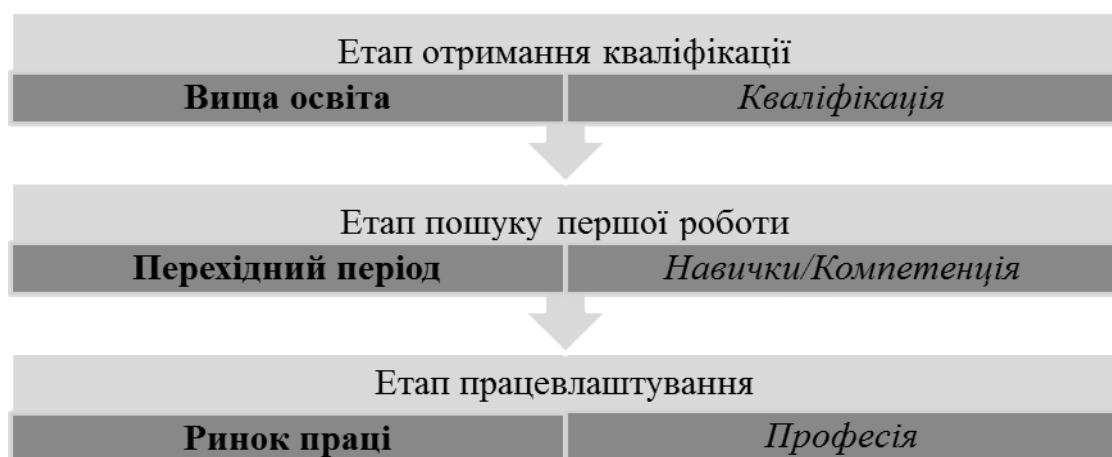 Етап отримання кваліфікації
Вища освіта Кваліфікація
Етап пошуку першої роботи
Перехідний період Навички/Компетенція
Етап працевлаштування
Ринок праці Професія